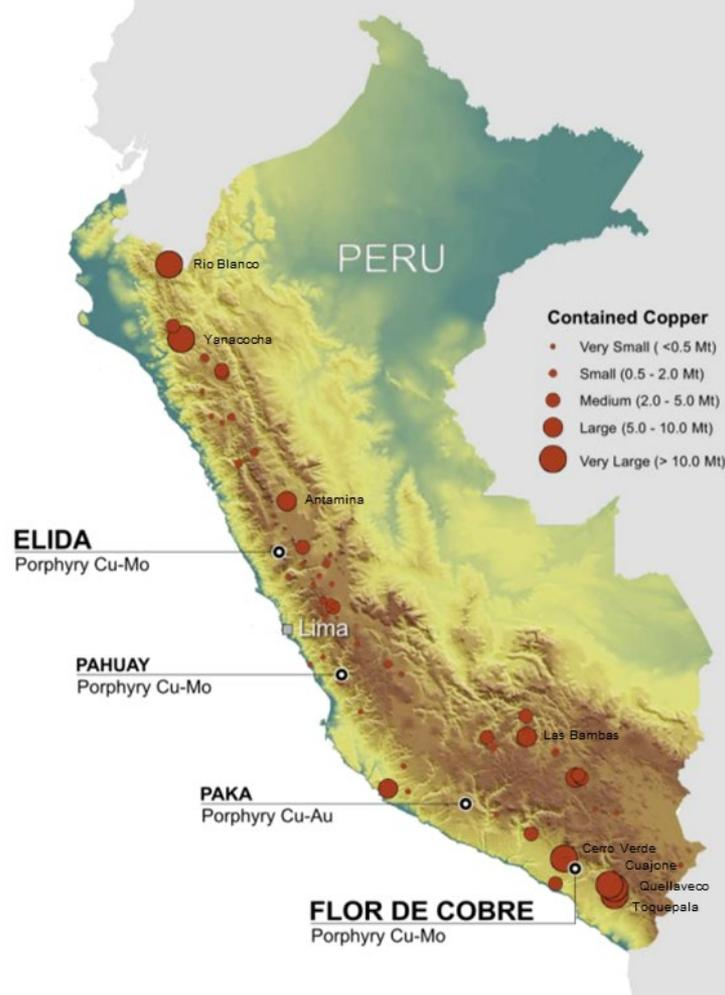 PERU
Rio Blanco
Yanacocha
Contained Copper
Very Small ( <0.5 Mt)
Small (0.5 - 2.0 Mt)
Medium (2.0 - 5.0 Mt)
Large (5.0 - 10.0 Mt)
Very Large (> 10.0 Mt)
Antamina
ELIDA
Porphyry Cu-Mo
Lima
PAHUAY
Porphyry Cu-Mo
Las Bambas
PAKA
Porphyry Cu-Au
Cerro Verde
Cuajone
Quellaveco
Toquepala
FLOR DE COBRE
Porphyry Cu-Mo